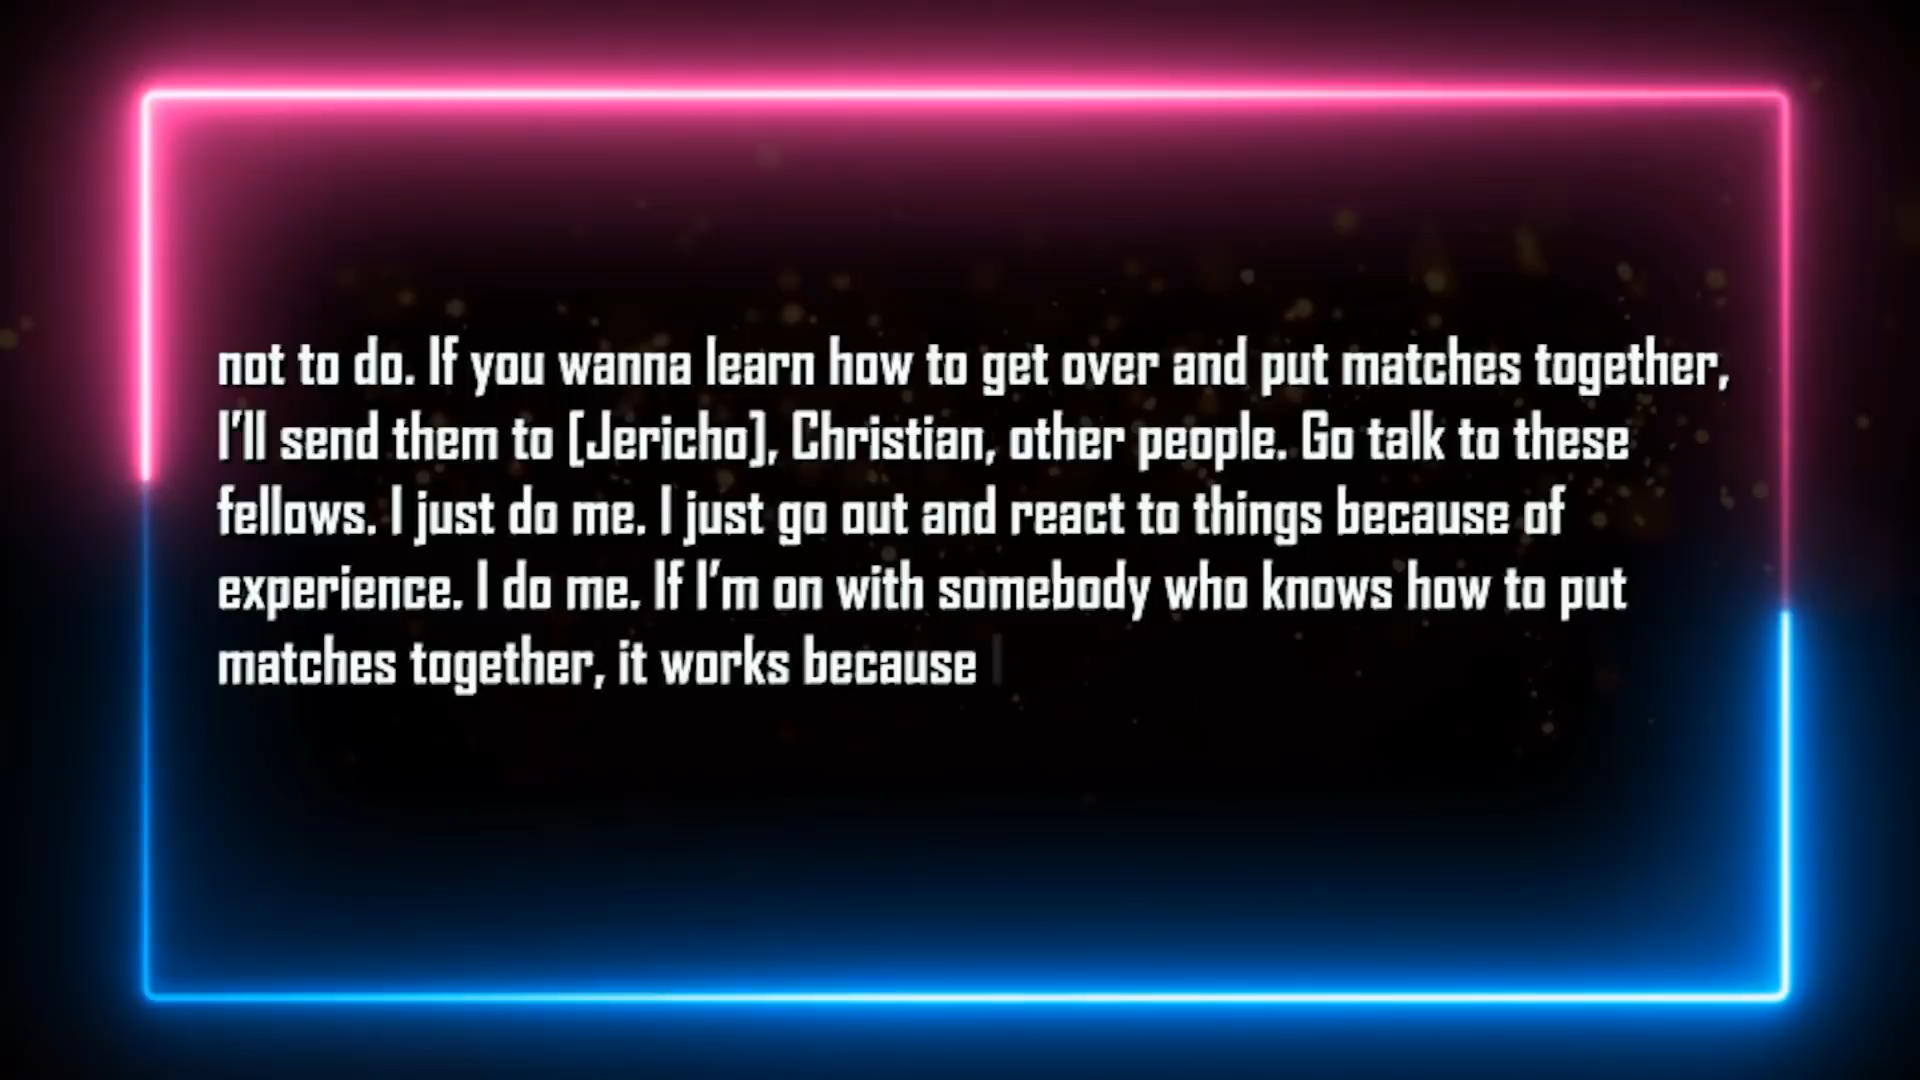 not to do. If you wanna learn how to get over and put matches together,
I'll send them to [Jericho], Christian, other people. Go talk to these
fellows. I just do me. I just go out and react to things because of
experience. I do me. If I'm on with somebody who knows how to put
matches together, it works because